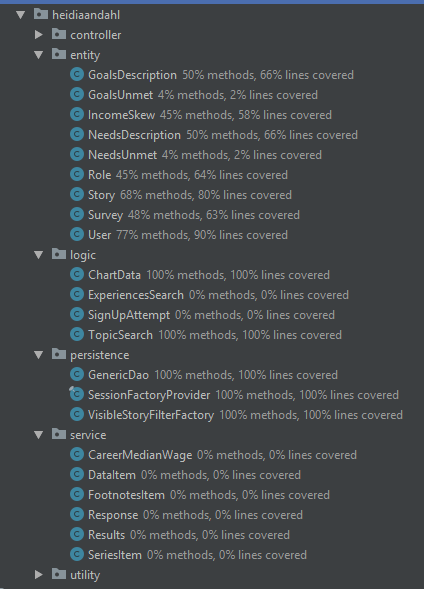 heidiaandahl
controller
entity
GoalsDescription 50% methods, 66% lines covered
GoalsUnmet 4% methods, 2% lines covered
IncomeSkew 45% methods, 58% lines covered
NeedsDescription 50% methods, 66% lines covered
NeedsUnmet 4% methods, 2% lines covered
Role 45% methods, 64% lines covered
Story 68% methods, 80% lines covered
Survey 48% methods, 63% lines covered
User 77% methods, 90% lines covered
logic
ChartData 100% methods, 100% lines covered
ExperiencesSearch 0% methods, 0% lines covered
SignUpAttempt 0% methods, 0% lines covered
TopicSearch 100% methods, 100% lines covered
persistence
GenericDao 100% methods, 100% lines covered
SessionFactoryProvider 100% methods, 100% lines covered
VisibleStoryFilterFactory 100% methods, 100% lines covered
service
CareerMedianWage 0% methods, 0% lines covered
DataItem 0% methods, 0% lines covered
FootnotesItem 0% methods, 0% lines covered
Response 0% methods, 0% lines covered
Results 0% methods, 0% lines covered
SeriesItem 0% methods, 0% lines covered
utility